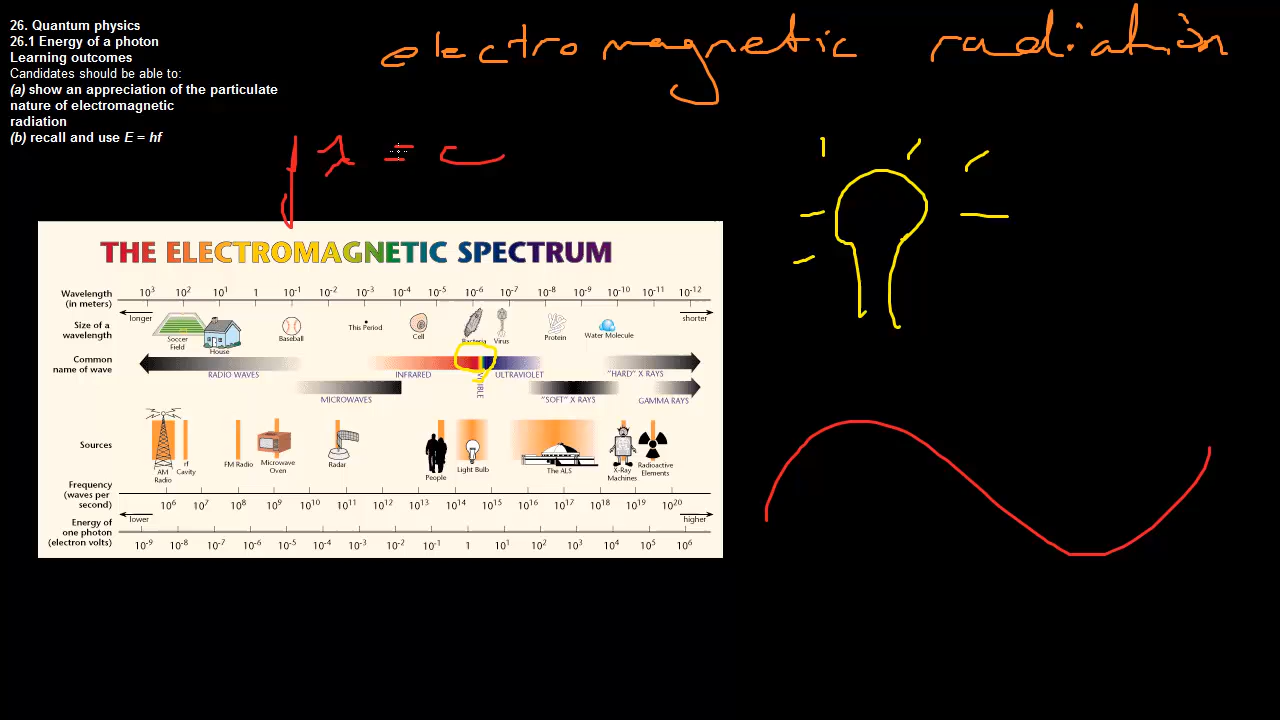 26. Quantum physics
26.1 Energy of a photon
Learning outcomes
Candidates should be able to:
(a) show an appreciation of the particulate
nature of electromagnetic
radiation
(b) recall and use E = hf
electromagnetic radiation
fλ = c
THE ELECTROMAGNETIC SPECTRUM
Wavelength
(in meters)
10³ 10² 10¹ 1 10⁻¹ 10⁻² 10⁻³ 10⁻⁴ 10⁻⁵ 10⁻⁶ 10⁻⁷ 10⁻⁸ 10⁻⁹ 10⁻¹⁰ 10⁻¹¹ 10⁻¹²
longer shorter
Size of a
wavelength
Soccer
Field
House
Baseball
This Period
Cell
Bacteria
Virus
Protein
Water Molecule
Common
name of wave
RADIO WAVES
INFRARED
VISIBLE
ULTRAVIOLET
"HARD" X RAYS
MICROWAVES
"SOFT" X RAYS
GAMMA RAYS
Sources
AM
Radio
rf
Cavity
FM Radio
Microwave
Oven
Radar
People
Light Bulb
The ALS
X-Ray
Machines
Radioactive
Elements
Frequency
(waves per
second)
10⁶ 10⁷ 10⁸ 10⁹ 10¹⁰ 10¹¹ 10¹² 10¹³ 10¹⁴ 10¹⁵ 10¹⁶ 10¹⁷ 10¹⁸ 10¹⁹ 10²⁰
lower higher
Energy of
one photon
(electron volts)
10⁻⁹ 10⁻⁸ 10⁻⁷ 10⁻⁶ 10⁻⁵ 10⁻⁴ 10⁻³ 10⁻² 10⁻¹ 1 10¹ 10² 10³ 10⁴ 10⁵ 10⁶